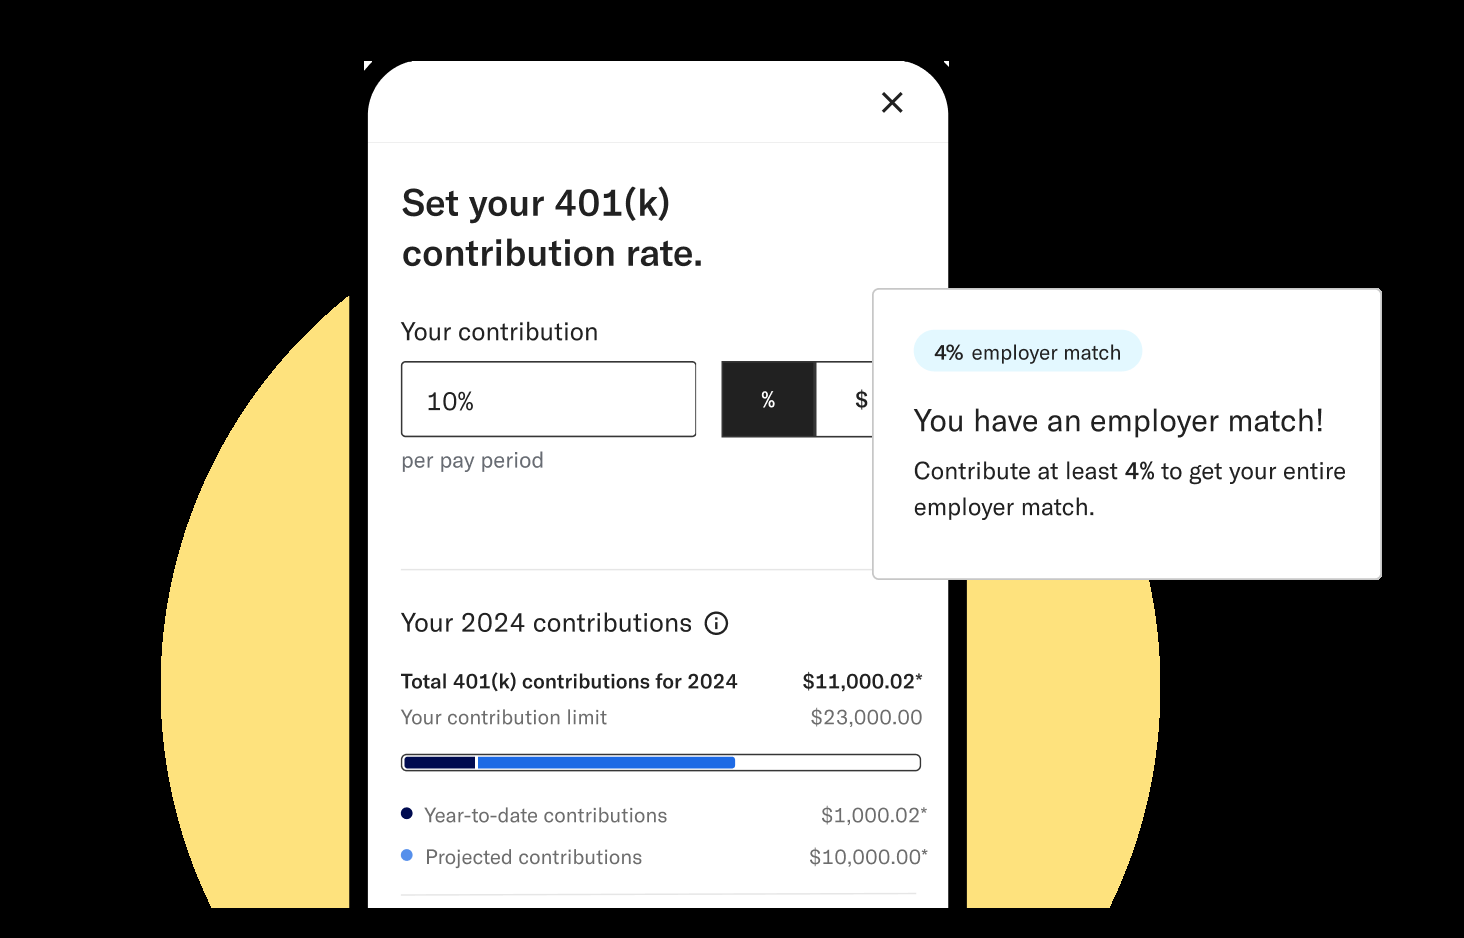 Set your 401(k)
contribution rate.
Your contribution
10%
%
$
per pay period
4% employer match
You have an employer match!
Contribute at least 4% to get your entire
employer match.
Your 2024 contributions
Total 401(k) contributions for 2024 $11,000.02*
Your contribution limit $23,000.00
Year-to-date contributions $1,000.02*
Projected contributions $10,000.00*